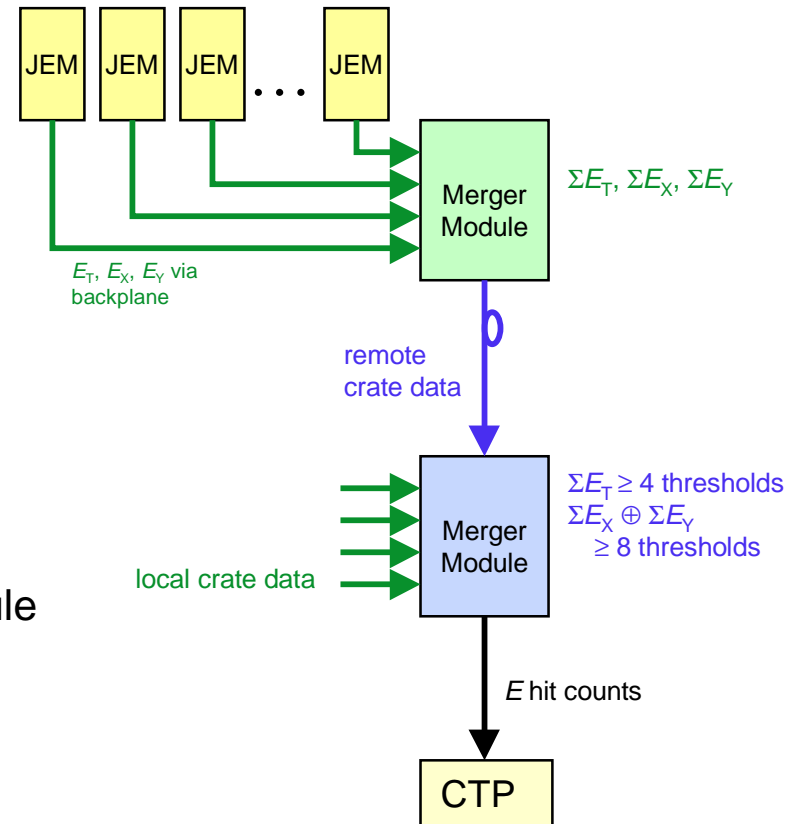 JEM JEM JEM ... JEM
Merger
Module
ΣE_T, ΣE_X, ΣE_Y
E_T, E_X, E_Y via
backplane
remote
crate data
Merger
Module
ΣE_T ≥ 4 thresholds
ΣE_X ⊕ ΣE_Y
≥ 8 thresholds
local crate data
E hit counts
CTP